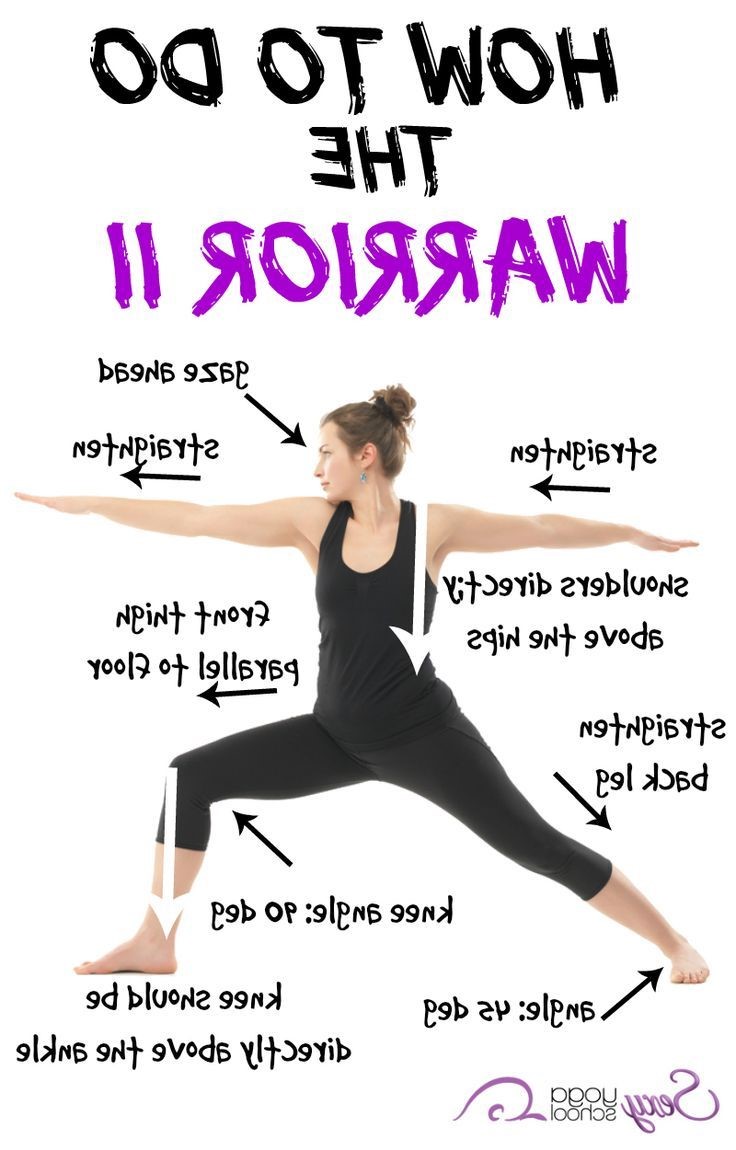 HOW TO DO
THE
WARRIOR II
gaze ahead
straighten
straighten
shoulders directy;
above the hips
front thigh
parallel to floor
straighten
back leg
knee angle: 90 deg
angle: 45 deg
knee should be
directly above the ankle
Sexy yoga
school